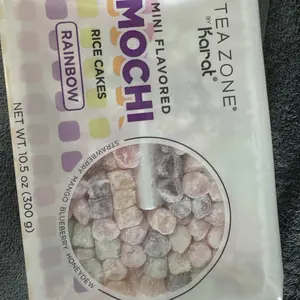 TEA ZONE®
BY Karat®
MINI FLAVORED
MOCHI
RICE CAKES
RAINBOW
STRAWBERRY MANGO BLUEBERRY HONEYDEW
NET WT. 10.5 oz (300 g)